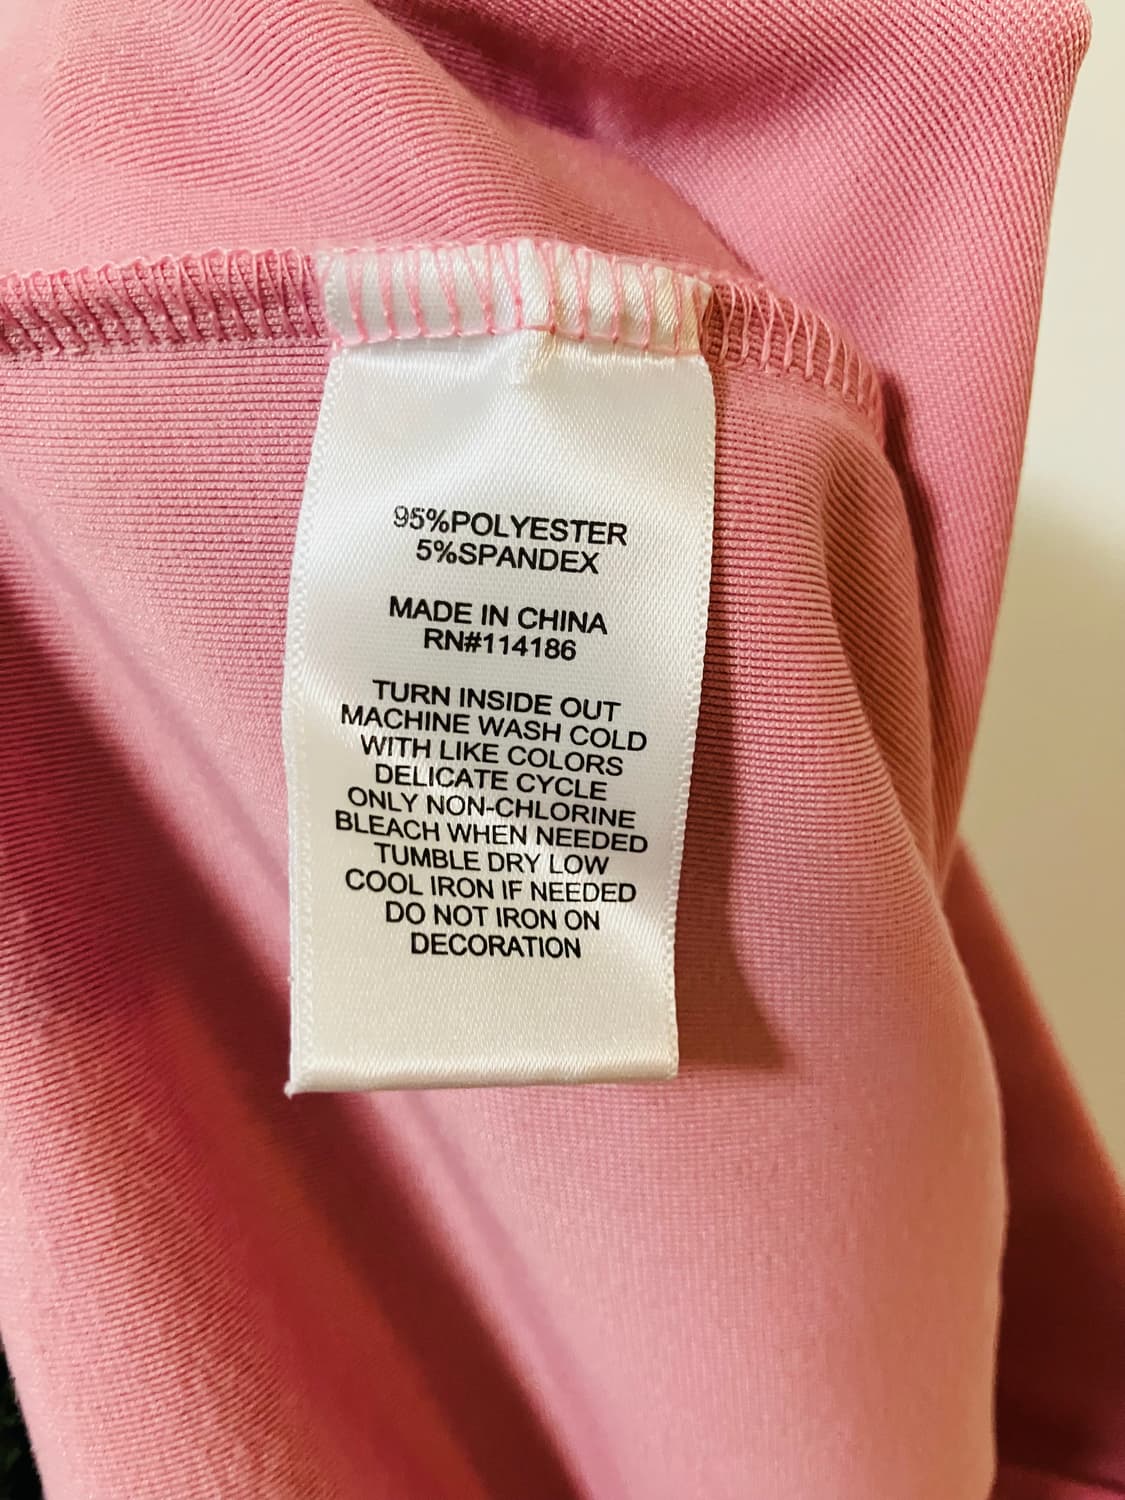 95%POLYESTER
5%SPANDEX
MADE IN CHINA
RN#114186
TURN INSIDE OUT
MACHINE WASH COLD
WITH LIKE COLORS
DELICATE CYCLE
ONLY NON-CHLORINE
BLEACH WHEN NEEDED
TUMBLE DRY LOW
COOL IRON IF NEEDED
DO NOT IRON ON
DECORATION